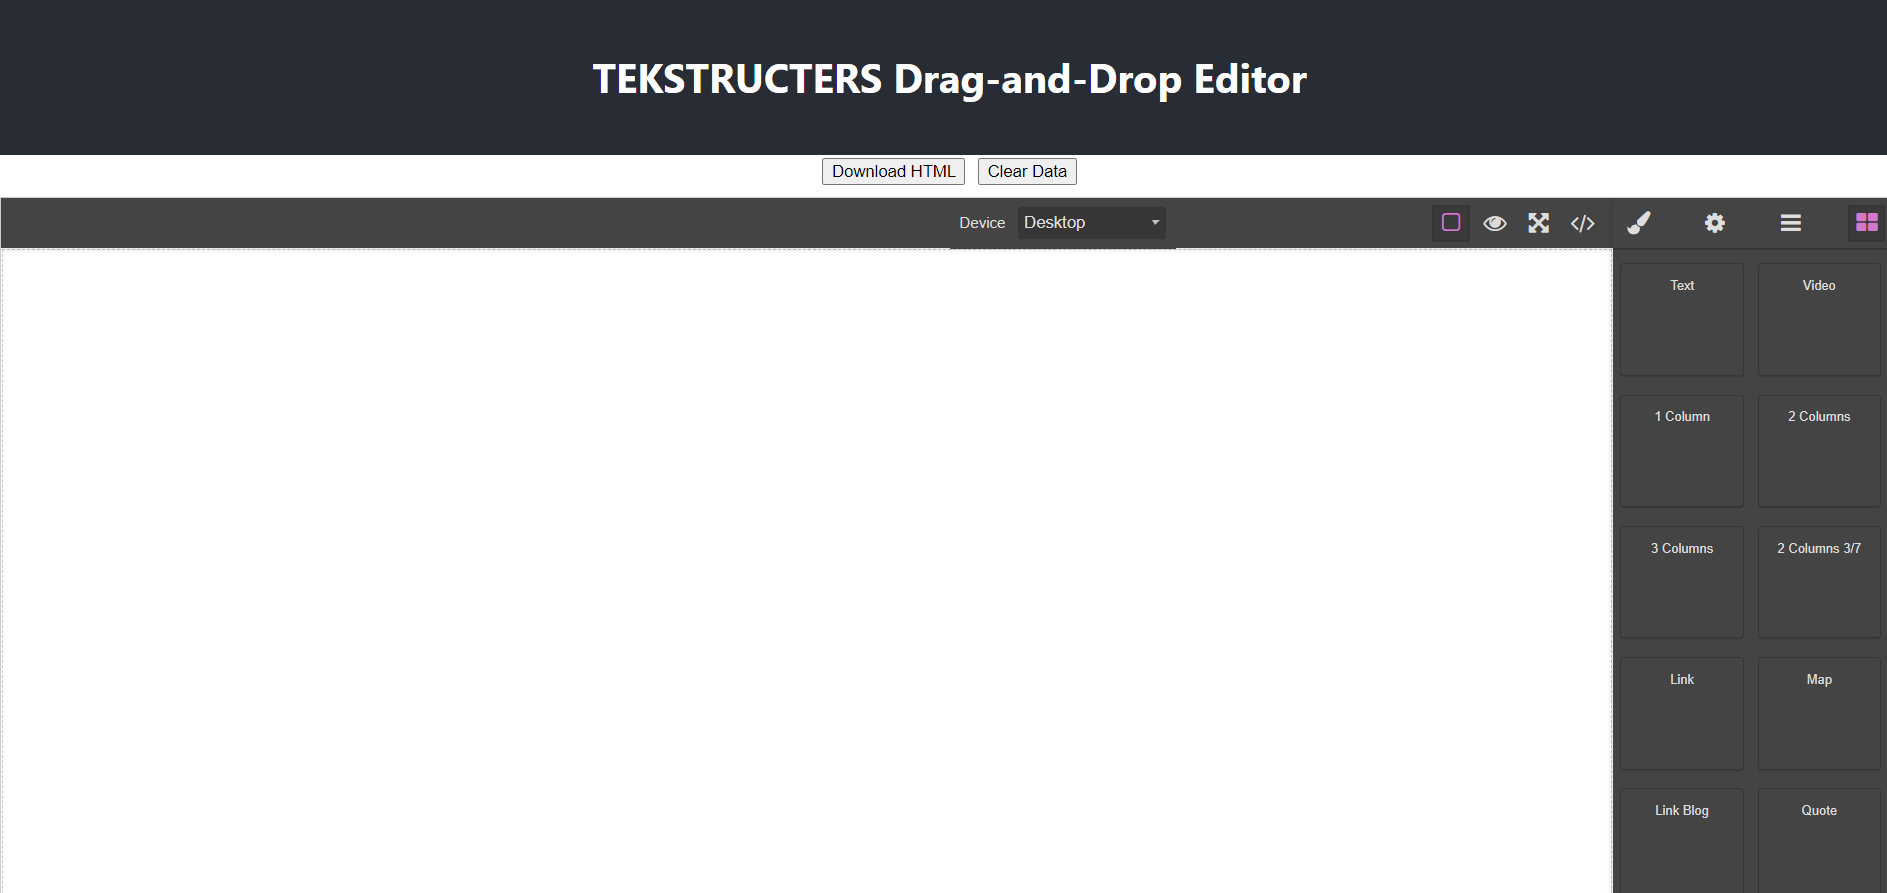 TEKSTRUCTERS Drag-and-Drop Editor
Download HTML
Clear Data
Device
Desktop
Text
Video
1 Column
2 Columns
3 Columns
2 Columns 3/7
Link
Map
Link Blog
Quote